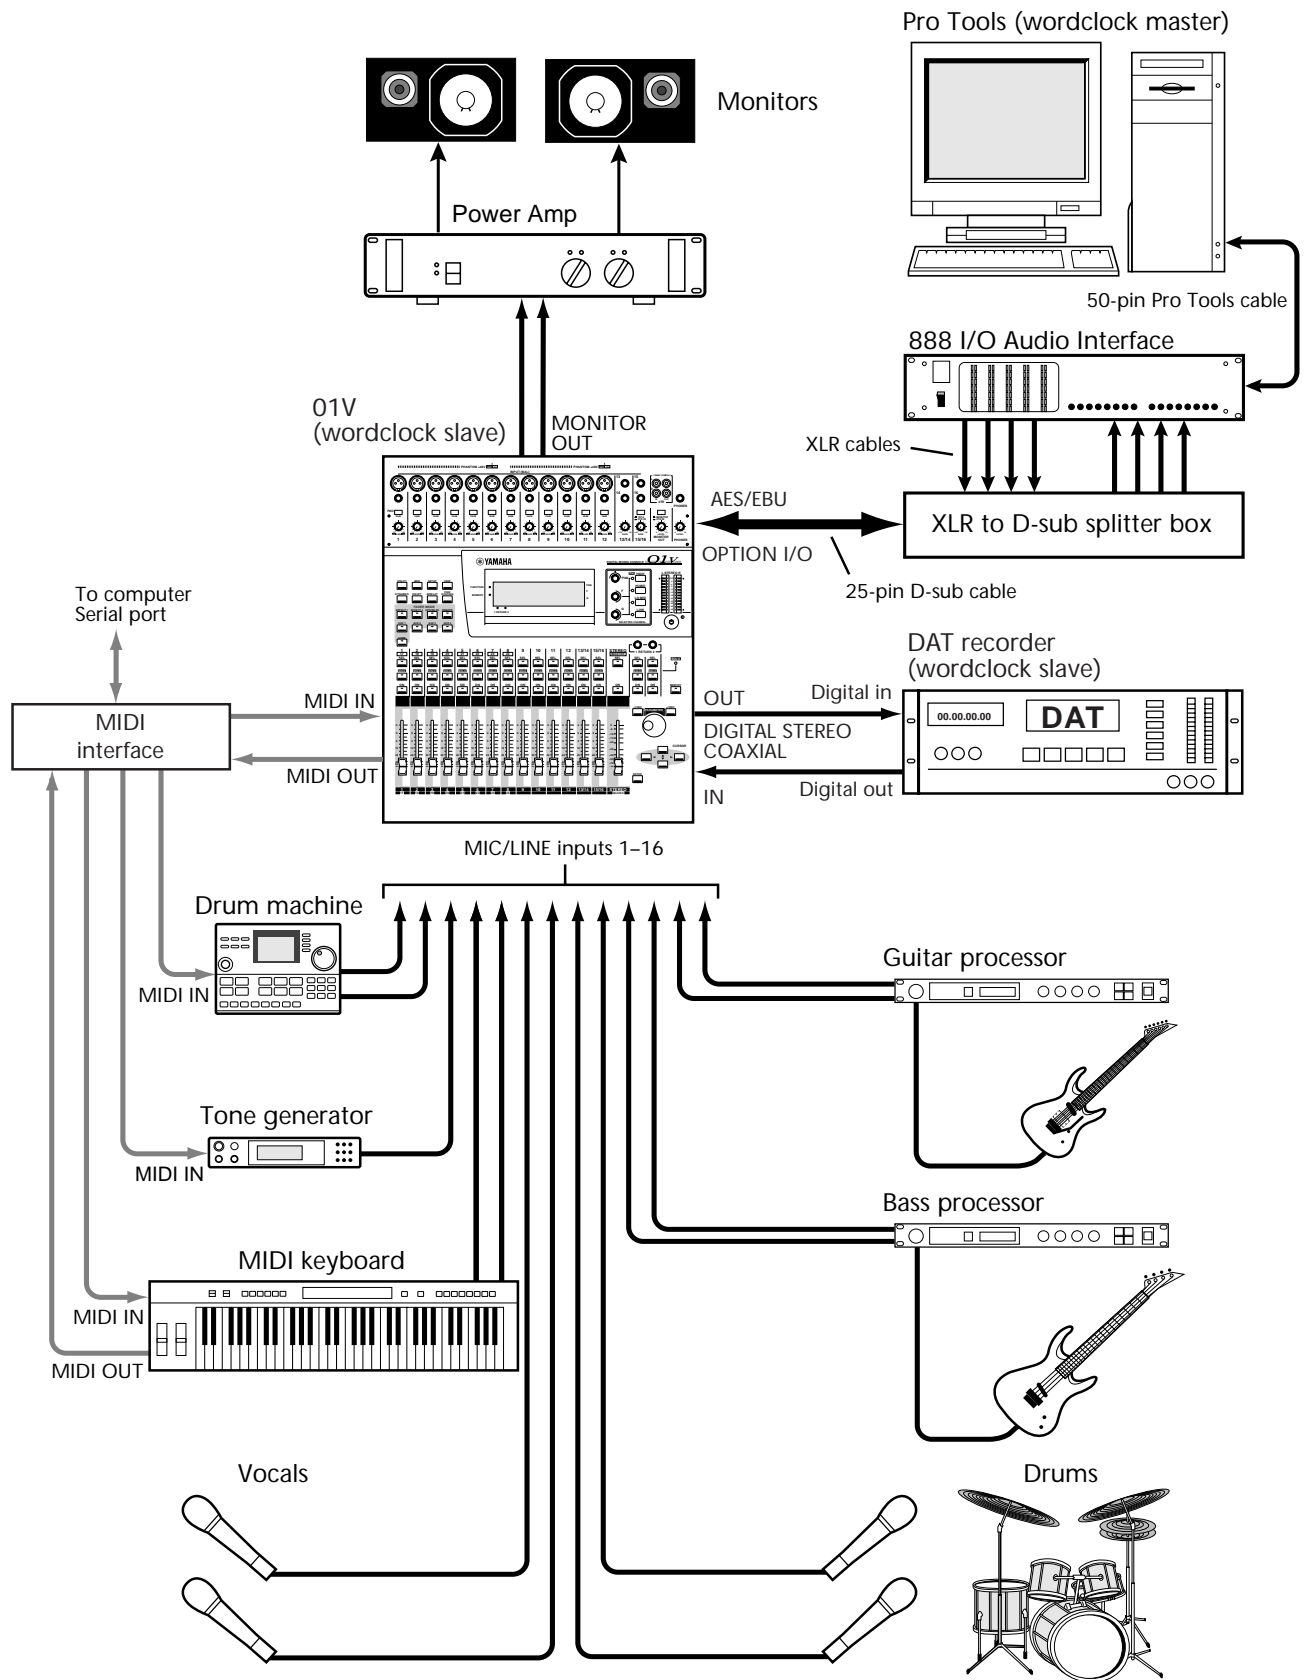 Pro Tools (wordclock master)
Monitors
Power Amp
50-pin Pro Tools cable
888 I/O Audio Interface
01V
(wordclock slave)
MONITOR
OUT
XLR cables
AES/EBU
XLR to D-sub splitter box
OPTION I/O
25-pin D-sub cable
YAMAHA
01V
To computer
Serial port
DAT recorder
(wordclock slave)
MIDI IN
OUT
Digital in
00.00.00.00
DAT
MIDI
interface
DIGITAL STEREO
COAXIAL
MIDI OUT
IN
Digital out
MIC/LINE inputs 1–16
Drum machine
MIDI IN
Guitar processor
Tone generator
MIDI IN
Bass processor
MIDI keyboard
MIDI IN
MIDI OUT
Vocals
Drums